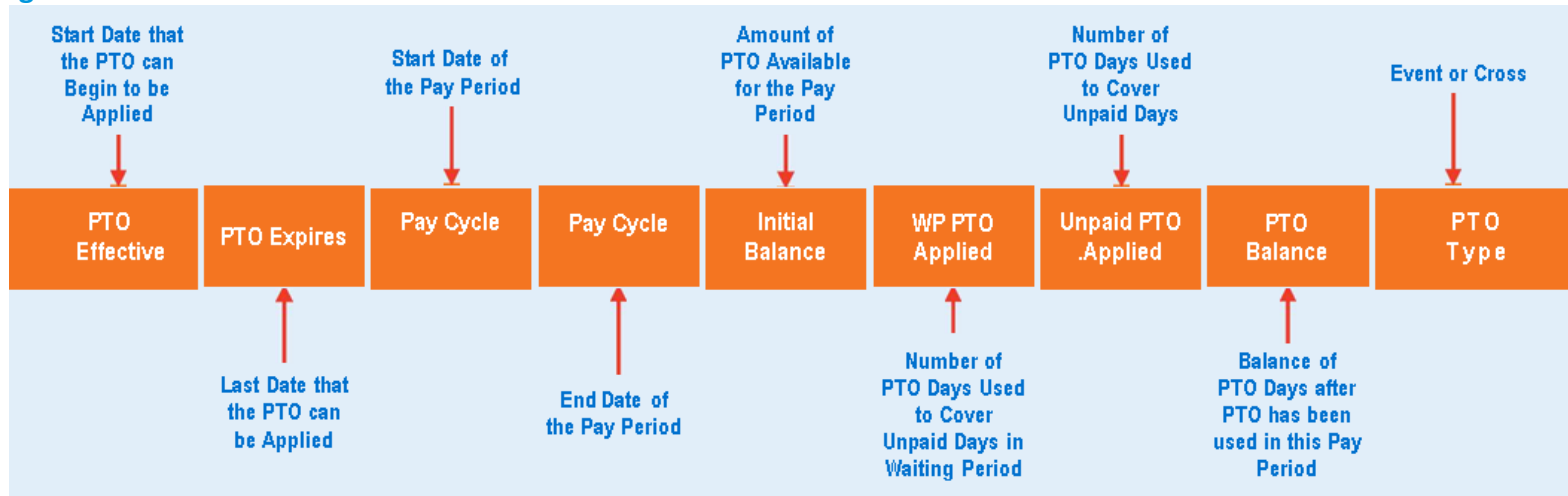 Start Date that
the PTO can
Begin to be
Applied
Start Date of
the Pay Period
Amount of
PTO Available
for the Pay
Period
Number of
PTO Days Used
to Cover
Unpaid Days
Event or Cross
PTO
Effective
PTO Expires
Pay Cycle
Pay Cycle
Initial
Balance
WP PTO
Applied
Unpaid PTO
.Applied
PTO
Balance
PTO
Type
Last Date that
the PTO can
be Applied
End Date of
the Pay Period
Number of
PTO Days Used
to Cover
Unpaid Days in
Waiting Period
Balance of
PTO Days after
PTO has been
used in this Pay
Period